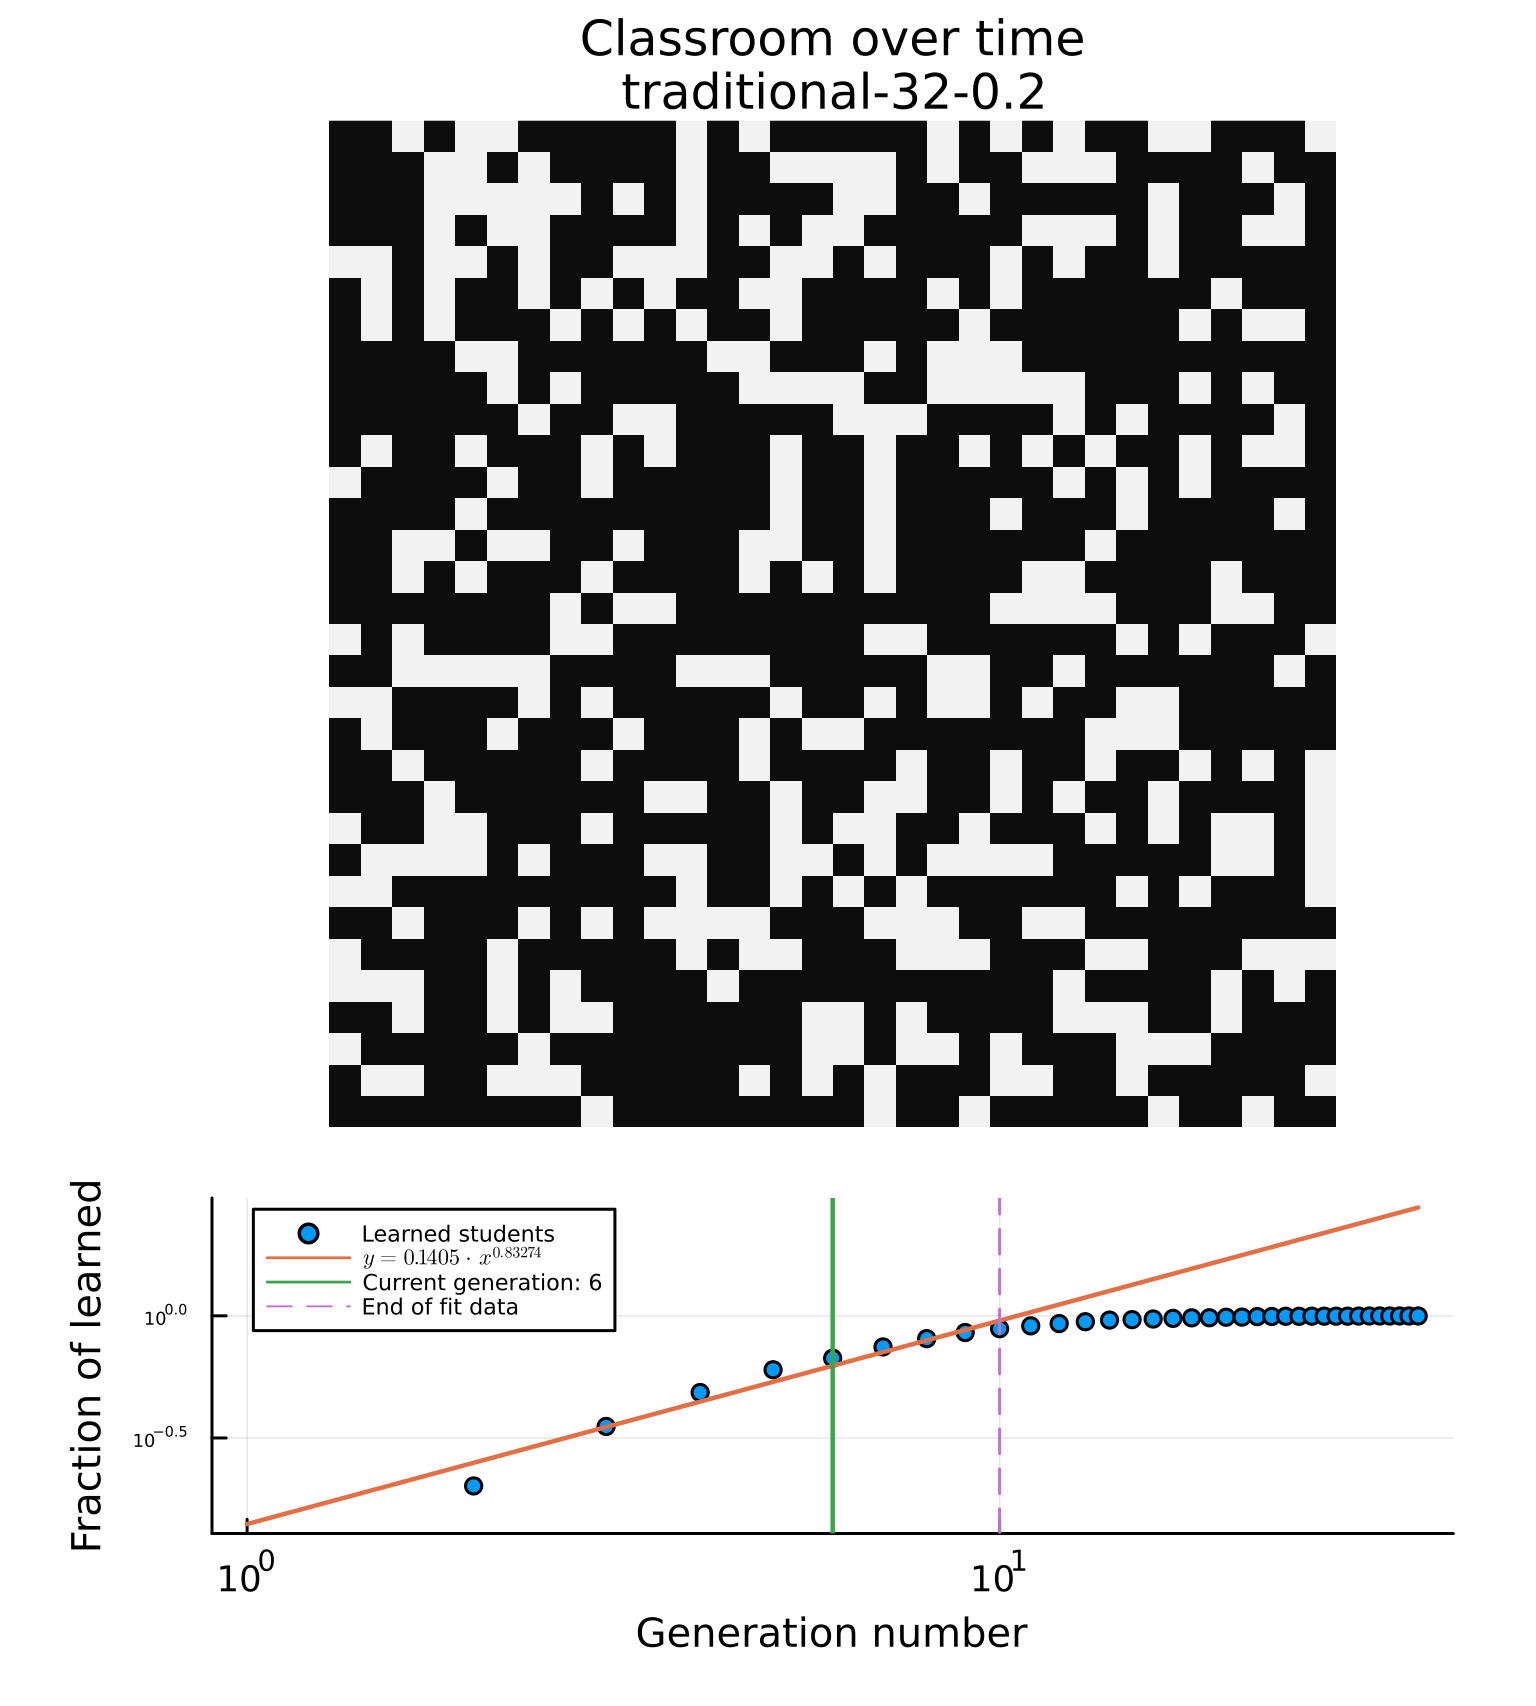 Classroom over time
traditional-32-0.2
Fraction of learned
Learned students
y = 0.1405 · x^0.83274
Current generation: 6
End of fit data
10^0.0
10^−0.5
10^0
10^1
Generation number